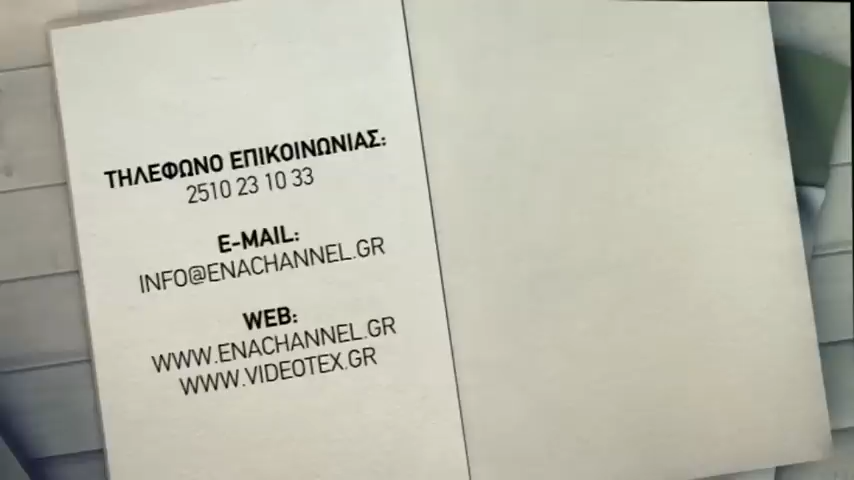 ΤΗΛΕΦΩΝΟ ΕΠΙΚΟΙΝΩΝΙΑΣ:
2510 23 10 33
E-MAIL:
INFO@ENACHANNEL.GR
WEB:
WWW.ENACHANNEL.GR
WWW.VIDEOTEX.GR